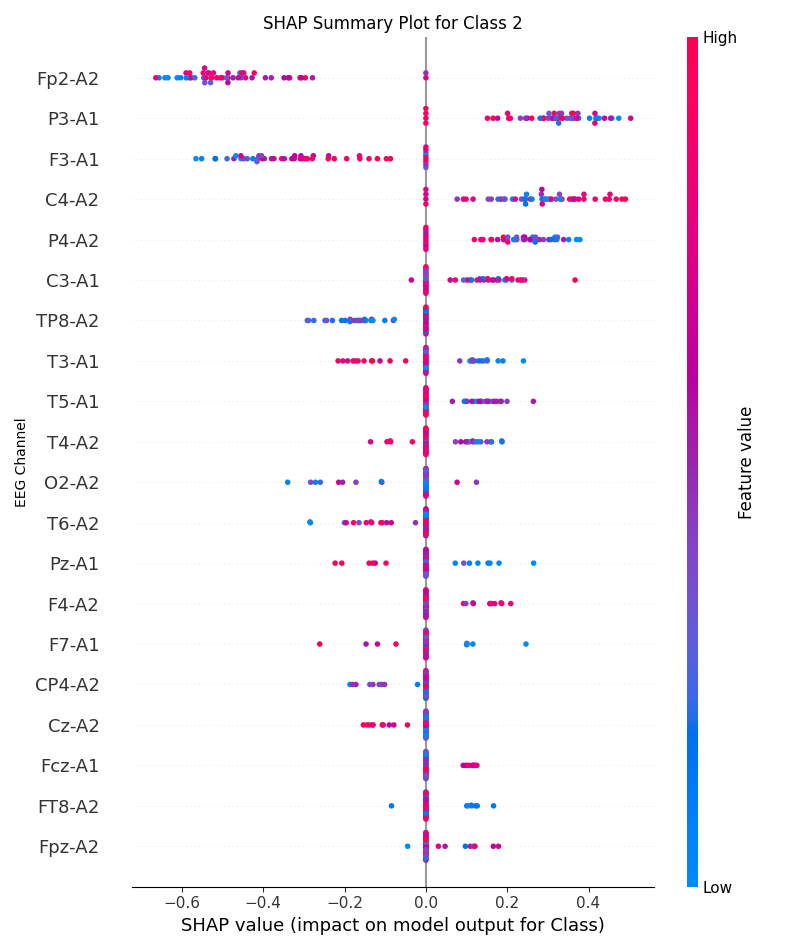 SHAP Summary Plot for Class 2
High
Fp2-A2
P3-A1
F3-A1
C4-A2
P4-A2
C3-A1
TP8-A2
T3-A1
T5-A1
T4-A2
O2-A2
T6-A2
Pz-A1
F4-A2
F7-A1
CP4-A2
Cz-A2
Fcz-A1
FT8-A2
Fpz-A2
EEG Channel
Feature value
Low
−0.6 −0.4 −0.2 0.0 0.2 0.4
SHAP value (impact on model output for Class)